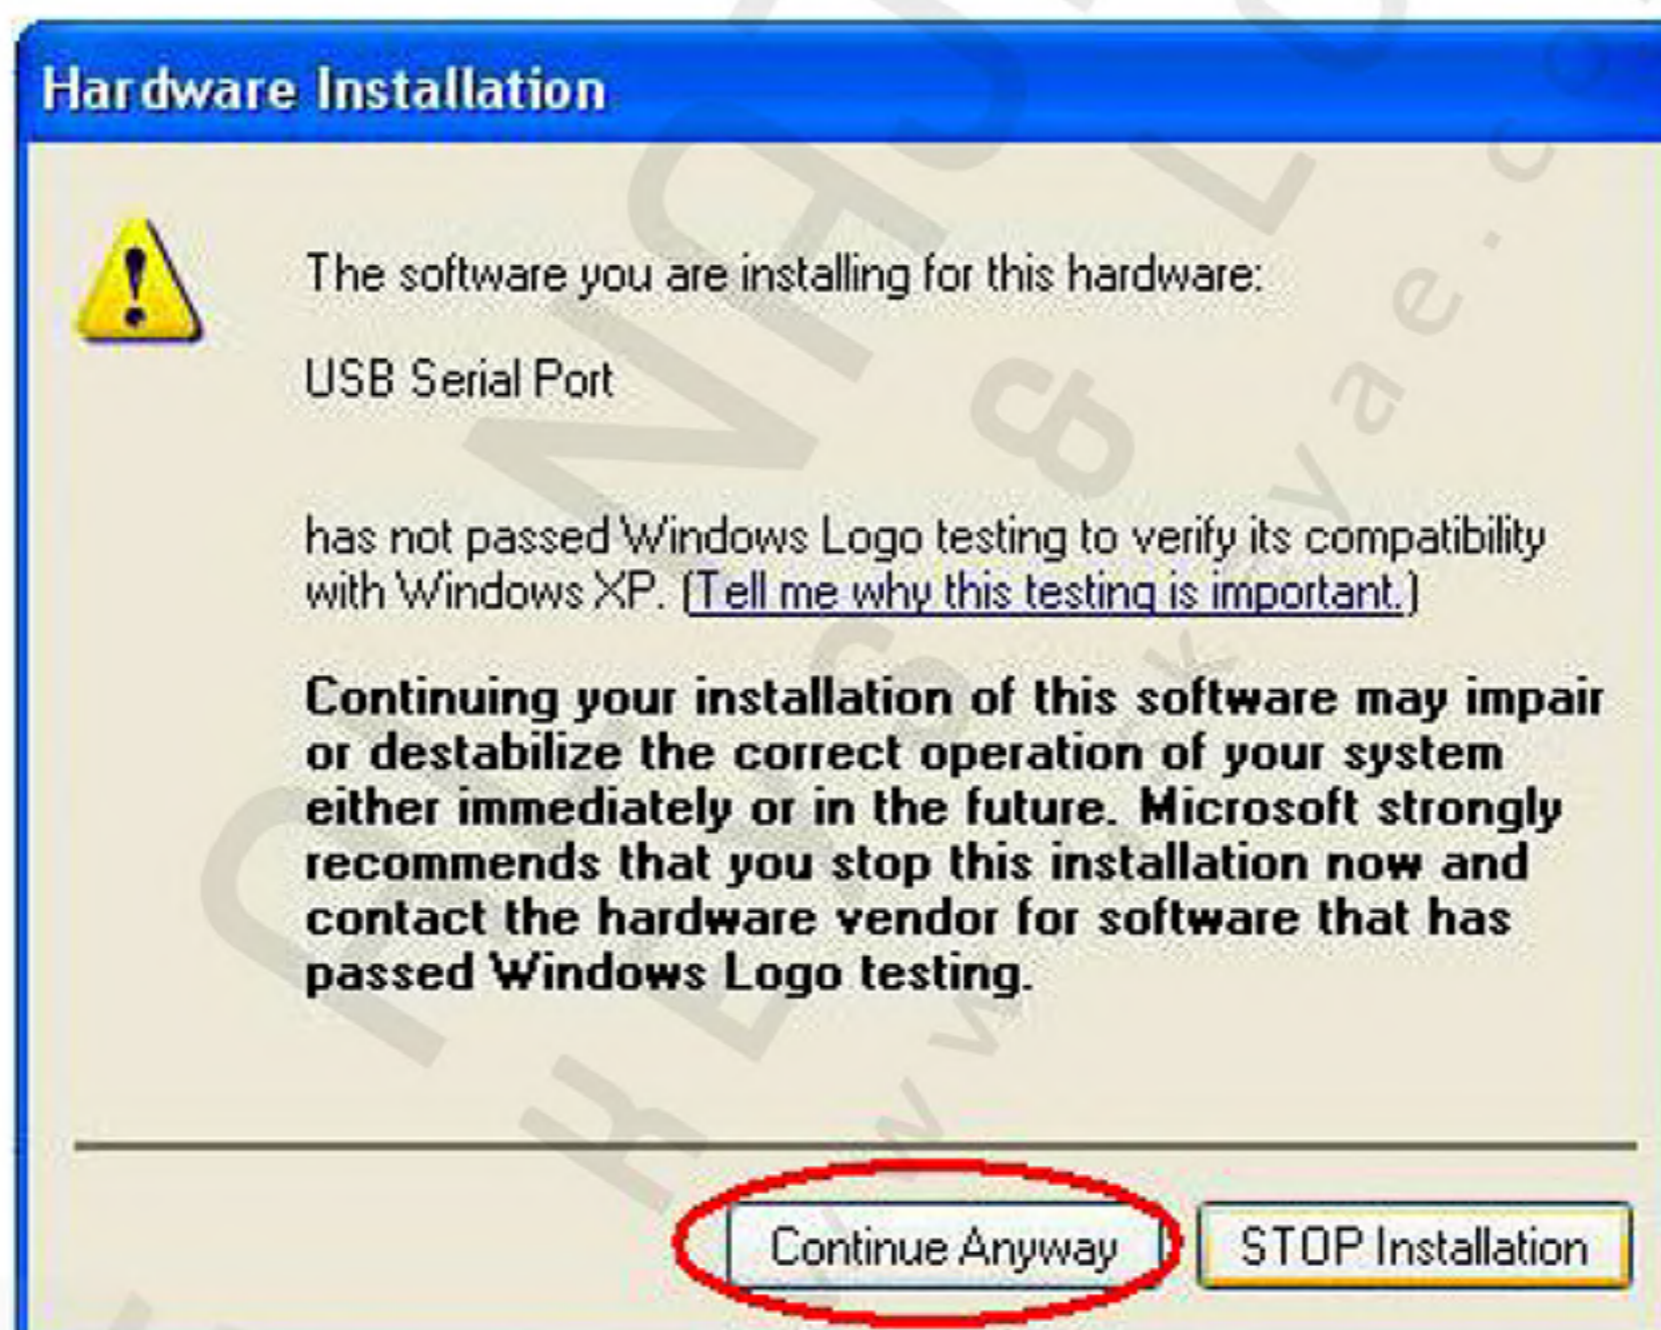 Hardware Installation
The software you are installing for this hardware:
USB Serial Port
has not passed Windows Logo testing to verify its compatibility
with Windows XP. (Tell me why this testing is important.)
Continuing your installation of this software may impair
or destabilize the correct operation of your system
either immediately or in the future. Microsoft strongly
recommends that you stop this installation now and
contact the hardware vendor for software that has
passed Windows Logo testing.
Continue Anyway
STOP Installation